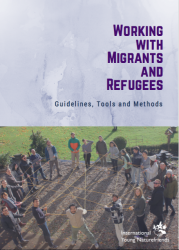 Working
with
Migrants
and
Refugees
Guidelines, Tools and Methods
International
Young Naturefriends